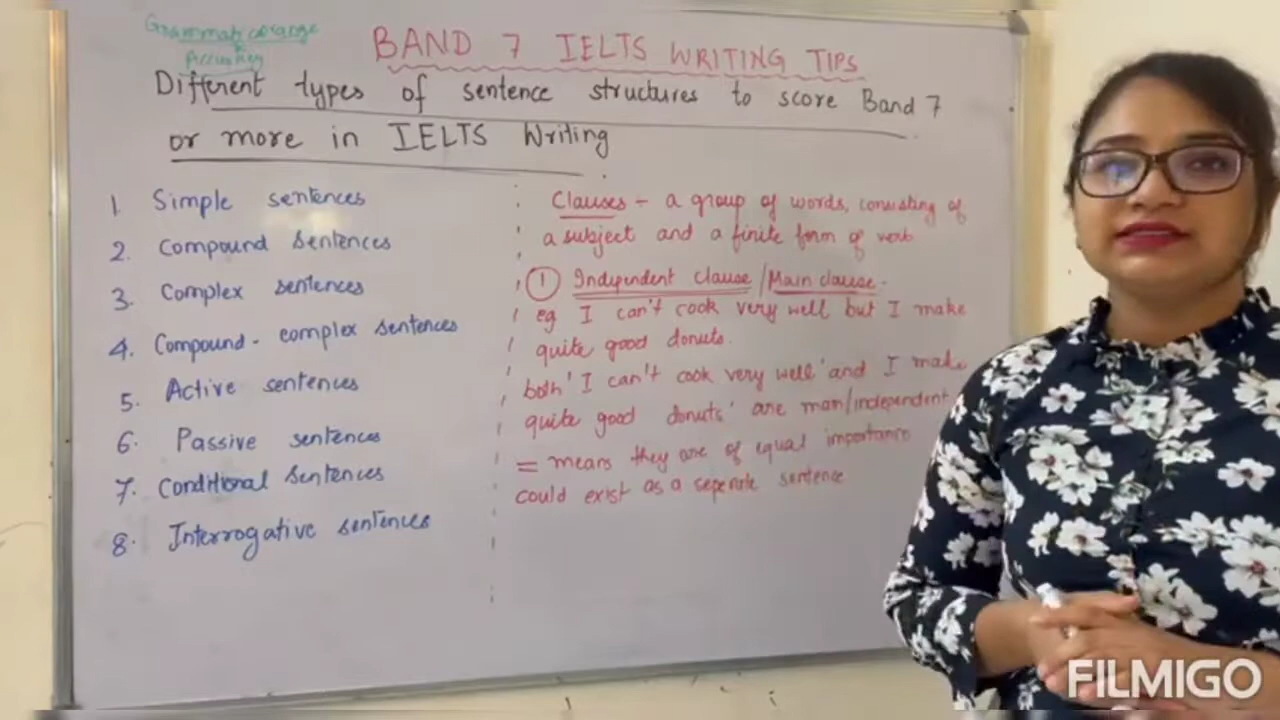 Grammatical range
&
Accuracy
BAND 7 IELTS WRITING TIPS
Different types of sentence structures to score Band 7
or more in IELTS Writing
1. Simple sentences
2. Compound sentences
3. Complex sentences
4. Compound-complex sentences
5. Active sentences
6. Passive sentences
7. Conditional sentences
8. Interrogative sentences
Clauses - a group of words, consisting of
a subject and a finite form of verb
1 Independent clause / Main clause.
eg I can't cook very well but I make
quite good donuts.
both 'I can't cook very well' and I make
quite good donuts' are main/independent
= means they are of equal importance
could exist as a seperate sentence
FILMIGO